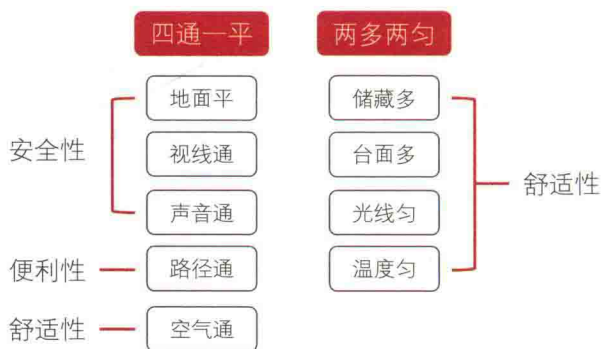 四通一平
两多两匀
安全性
地面平
视线通
声音通
便利性
路径通
舒适性
空气通
储藏多
台面多
光线匀
温度匀
舒适性